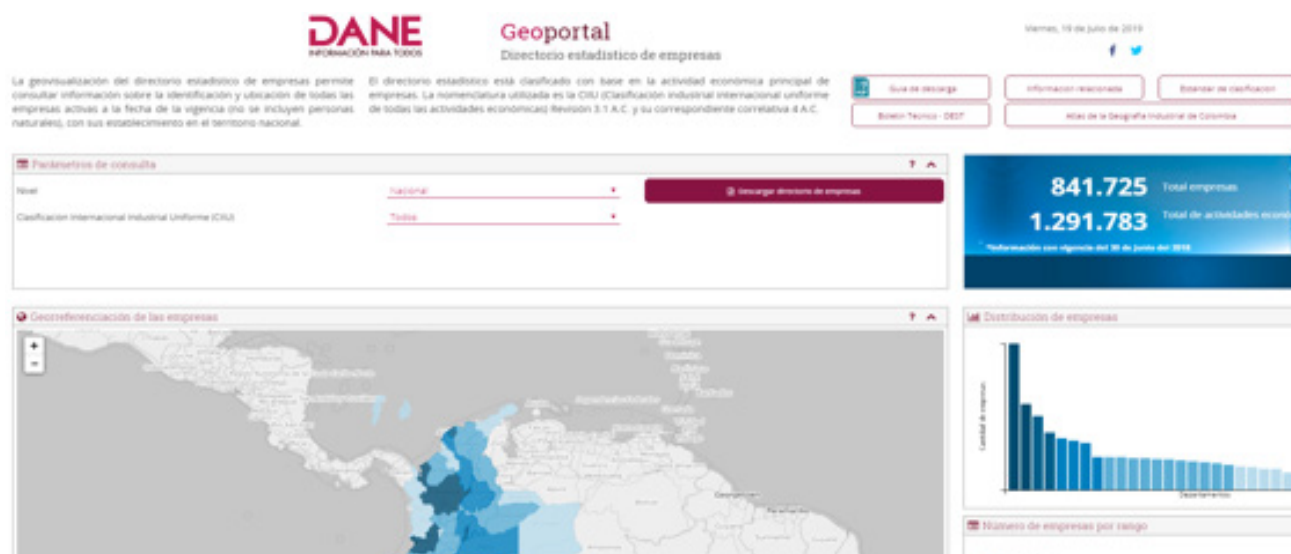 DANE
INFORMACIÓN PARA TODOS
Geoportal
Directorio estadístico de empresas
Viernes, 19 de Julio de 2019
La geovisualización del directorio estadístico de empresas permite
consultar información sobre la identificación y ubicación de todas las
empresas activas a la fecha de la vigencia (no se incluyen personas
naturales), con sus establecimiento en el territorio nacional.
El directorio estadístico está clasificado con base en la actividad económica principal de
empresas. La nomenclatura utilizada es la CIIU (Clasificación industrial internacional uniforme
de todas las actividades económicas) Revisión 3.1 A.C. y su correspondiente correlativa 4 A.C.
Guía de descarga
Información relacionada
Estándar de clasificación
Boletín Técnico - DEST
Atlas de la Geografía Industrial de Colombia
Parámetros de consulta
?
Nivel
Nacional
Descargar directorio de empresas
Clasificación Internacional Industrial Uniforme (CIIU)
Todos
841.725 Total empresas
1.291.783 Total de actividades econó
*Información con vigencia del 30 de Junio del 2018
Georreferenciación de las empresas
?
+
-
Distribución de empresas
Cantidad de empresas
Departamentos
Número de empresas por rango